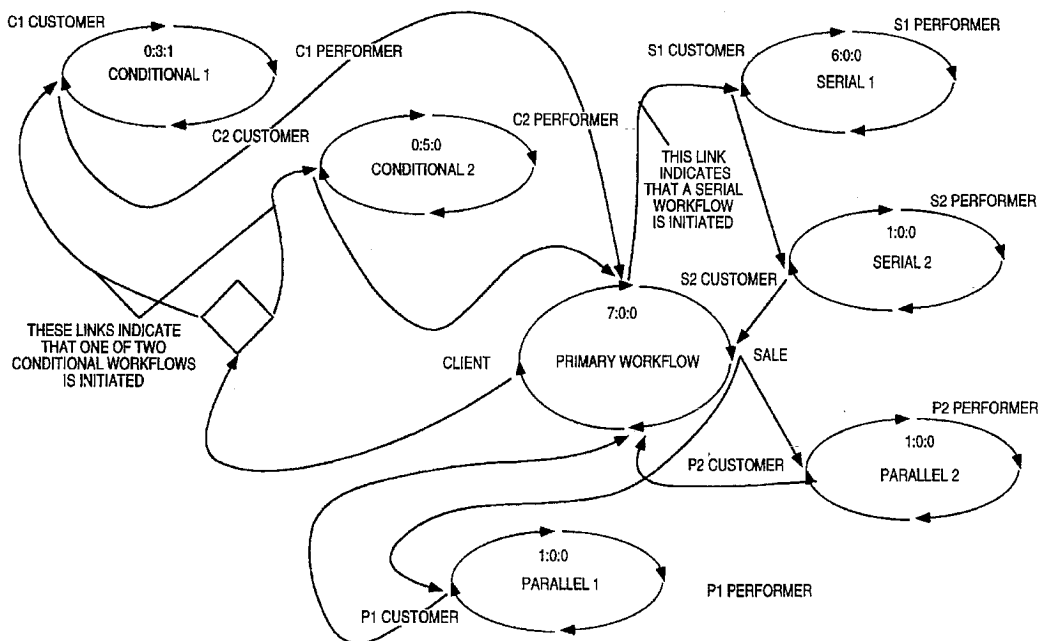 C1 CUSTOMER
0:3:1
CONDITIONAL 1
C1 PERFORMER
C2 CUSTOMER
0:5:0
CONDITIONAL 2
C2 PERFORMER
S1 CUSTOMER
S1 PERFORMER
6:0:0
SERIAL 1
THIS LINK
INDICATES
THAT A SERIAL
WORKFLOW
IS INITIATED
S2 PERFORMER
1:0:0
SERIAL 2
S2 CUSTOMER
THESE LINKS INDICATE
THAT ONE OF TWO
CONDITIONAL WORKFLOWS
IS INITIATED
CLIENT
7:0:0
PRIMARY WORKFLOW
SALE
P2 PERFORMER
P2 CUSTOMER
1:0:0
PARALLEL 2
1:0:0
PARALLEL 1
P1 CUSTOMER
P1 PERFORMER